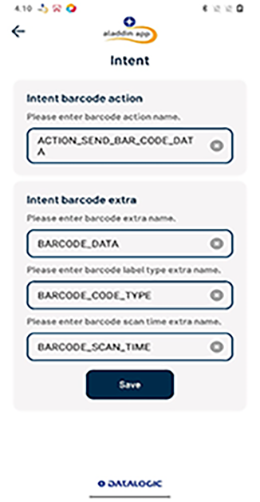 4.10
aladdin app
Intent
Intent barcode action
Please enter barcode action name.
ACTION_SEND_BAR_CODE_DAT
A
Intent barcode extra
Please enter barcode extra name.
BARCODE_DATA
Please enter barcode label type extra name.
BARCODE_CODE_TYPE
Please enter barcode scan time extra name.
BARCODE_SCAN_TIME
Save
DATALOGIC